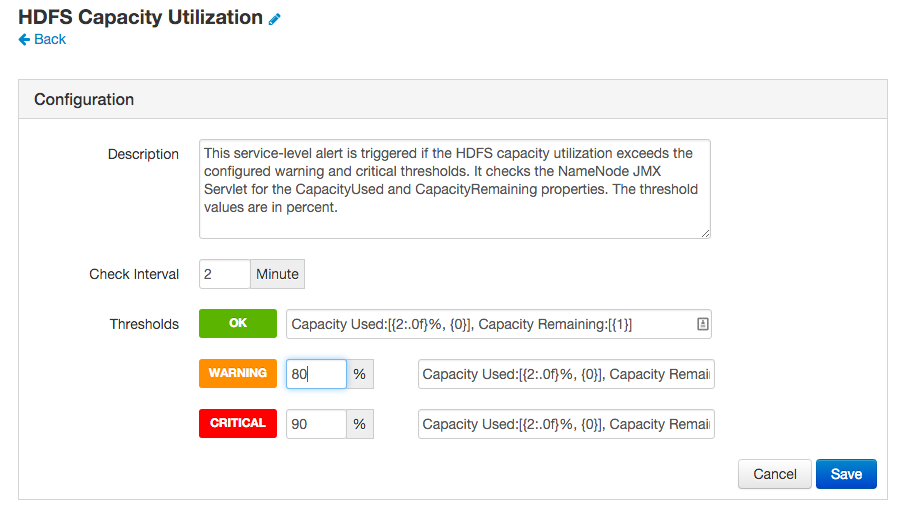 HDFS Capacity Utilization
Back
Configuration
Description
This service-level alert is triggered if the HDFS capacity utilization exceeds the
configured warning and critical thresholds. It checks the NameNode JMX
Servlet for the CapacityUsed and CapacityRemaining properties. The threshold
values are in percent.
Check Interval 2 Minute
Thresholds OK Capacity Used:[{2:.0f}%, {0}], Capacity Remaining:[{1}]
WARNING 80 % Capacity Used:[{2:.0f}%, {0}], Capacity Remai
CRITICAL 90 % Capacity Used:[{2:.0f}%, {0}], Capacity Remai
Cancel Save